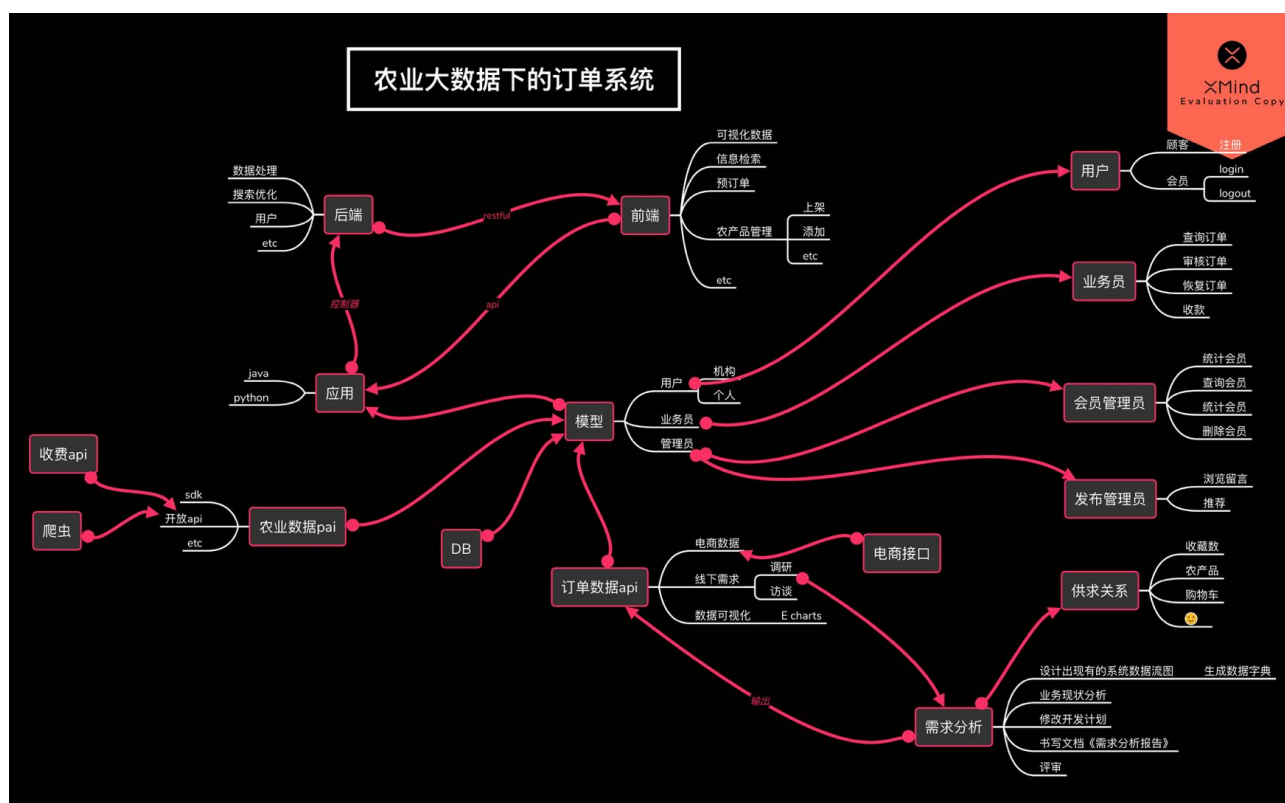 农业大数据下的订单系统
XMind
Evaluation Copy
数据处理
搜索优化
用户
etc
后端
restful
前端
可视化数据
信息检索
预订单
农产品管理
上架
添加
etc
etc
用户
顾客
注册
会员
login
logout
业务员
查询订单
审核订单
恢复订单
收款
控制器
api
java
python
应用
模型
用户
机构
个人
业务员
管理员
会员管理员
统计会员
查询会员
统计会员
删除会员
发布管理员
浏览留言
推荐
收费api
爬虫
sdk
开放api
etc
农业数据pai
DB
订单数据api
电商数据
线下需求
调研
访谈
数据可视化
E charts
电商接口
供求关系
收藏数
农产品
购物车
输出
需求分析
设计出现有的系统数据流图
生成数据字典
业务现状分析
修改开发计划
书写文档《需求分析报告》
评审